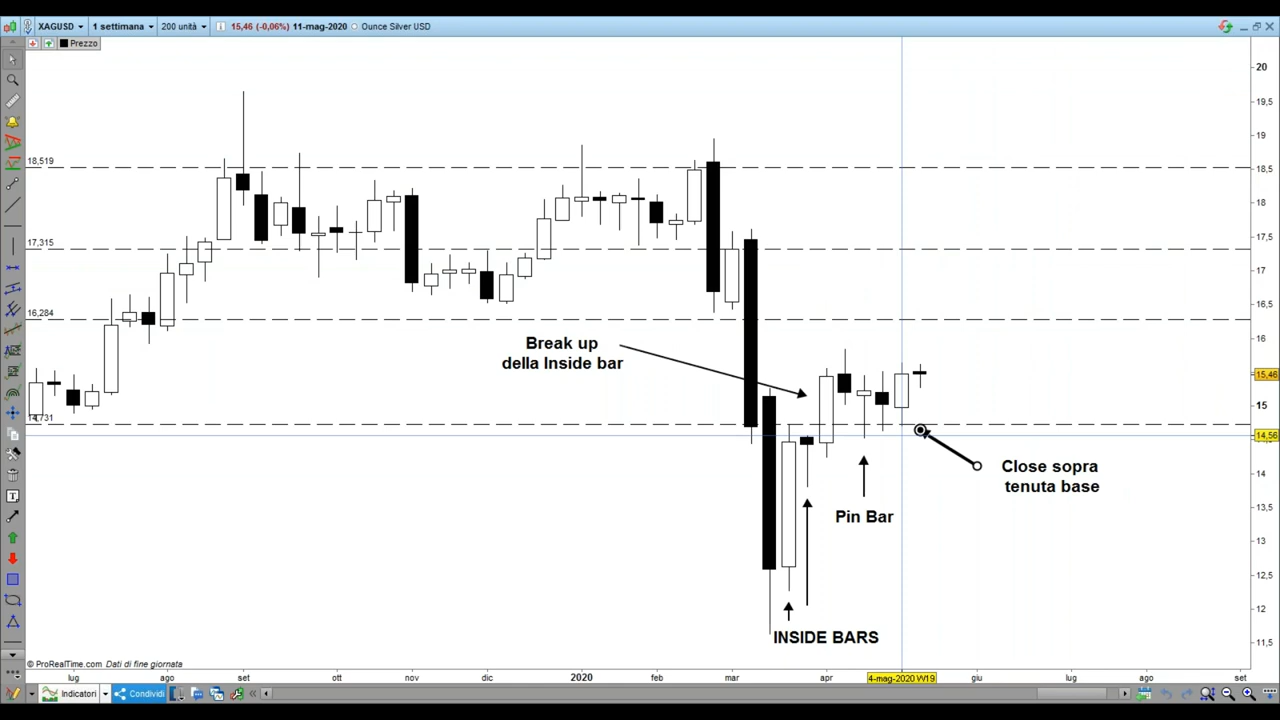 XAGUSD 1 settimana 200 unità 15,46 (-0,06%) 11-mag-2020 Ounce Silver USD
Prezzo
20
19,5
19
18,519
18,5
18
17,5
17,315
17
16,5
16,284
16
Break up
della Inside bar
15,46
15
14,731
14,56
Close sopra
tenuta base
14
Pin Bar
13,5
13
12,5
12
INSIDE BARS
11,5
© ProRealTime.com Dati di fine giornata
lug ago set ott nov dic 2020 feb mar apr 4-mag-2020 W19 giu lug ago set
Indicatori Condividi